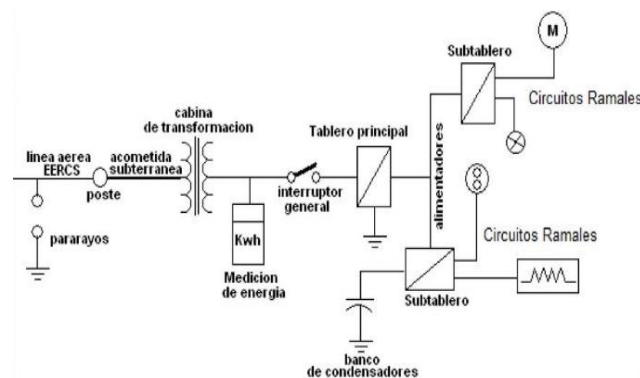 M
Subtablero
Circuitos Ramales
cabina
de transformacion
Tablero principal
linea aerea
EERCS
acometida
subterranea
poste
interruptor
general
alimentadores
pararayos
Kwh
Medicion
de energia
Circuitos Ramales
Subtablero
banco
de condensadores